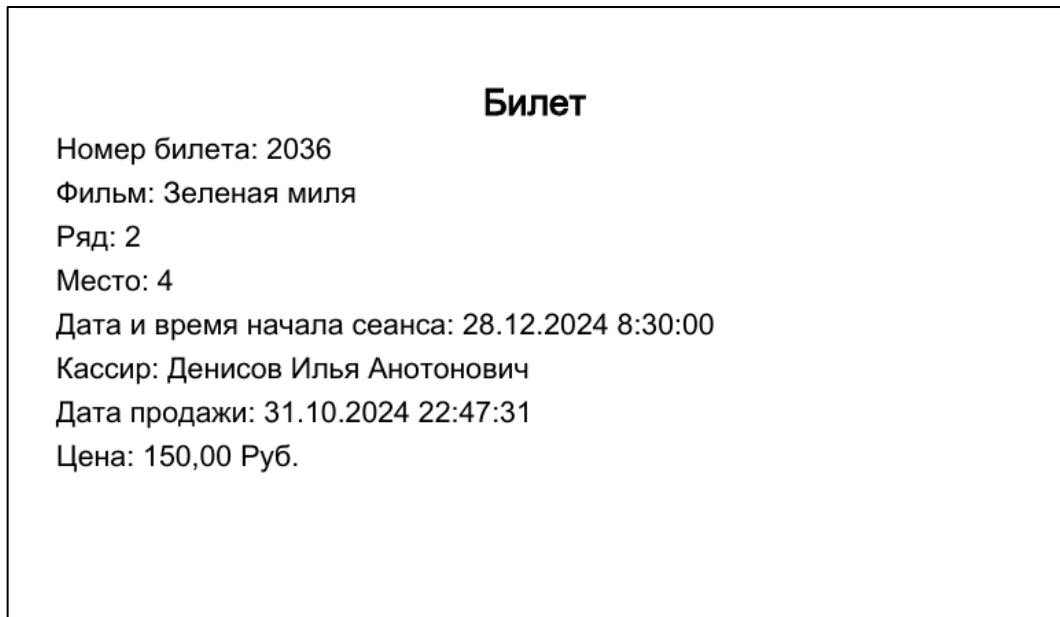 Билет
Номер билета: 2036
Фильм: Зеленая миля
Ряд: 2
Место: 4
Дата и время начала сеанса: 28.12.2024 8:30:00
Кассир: Денисов Илья Анотонович
Дата продажи: 31.10.2024 22:47:31
Цена: 150,00 Руб.